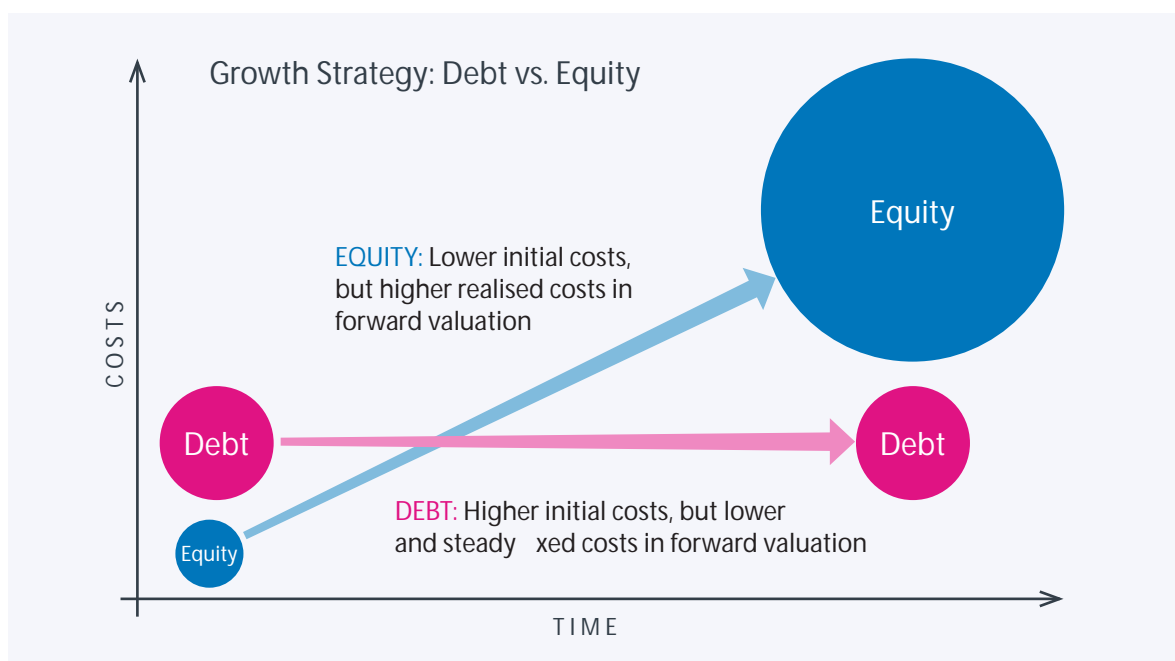 Growth Strategy: Debt vs. Equity
Equity
EQUITY: Lower initial costs,
but higher realised costs in
forward valuation
COSTS
Debt
Debt
DEBT: Higher initial costs, but lower
and steady xed costs in forward valuation
Equity
TIME